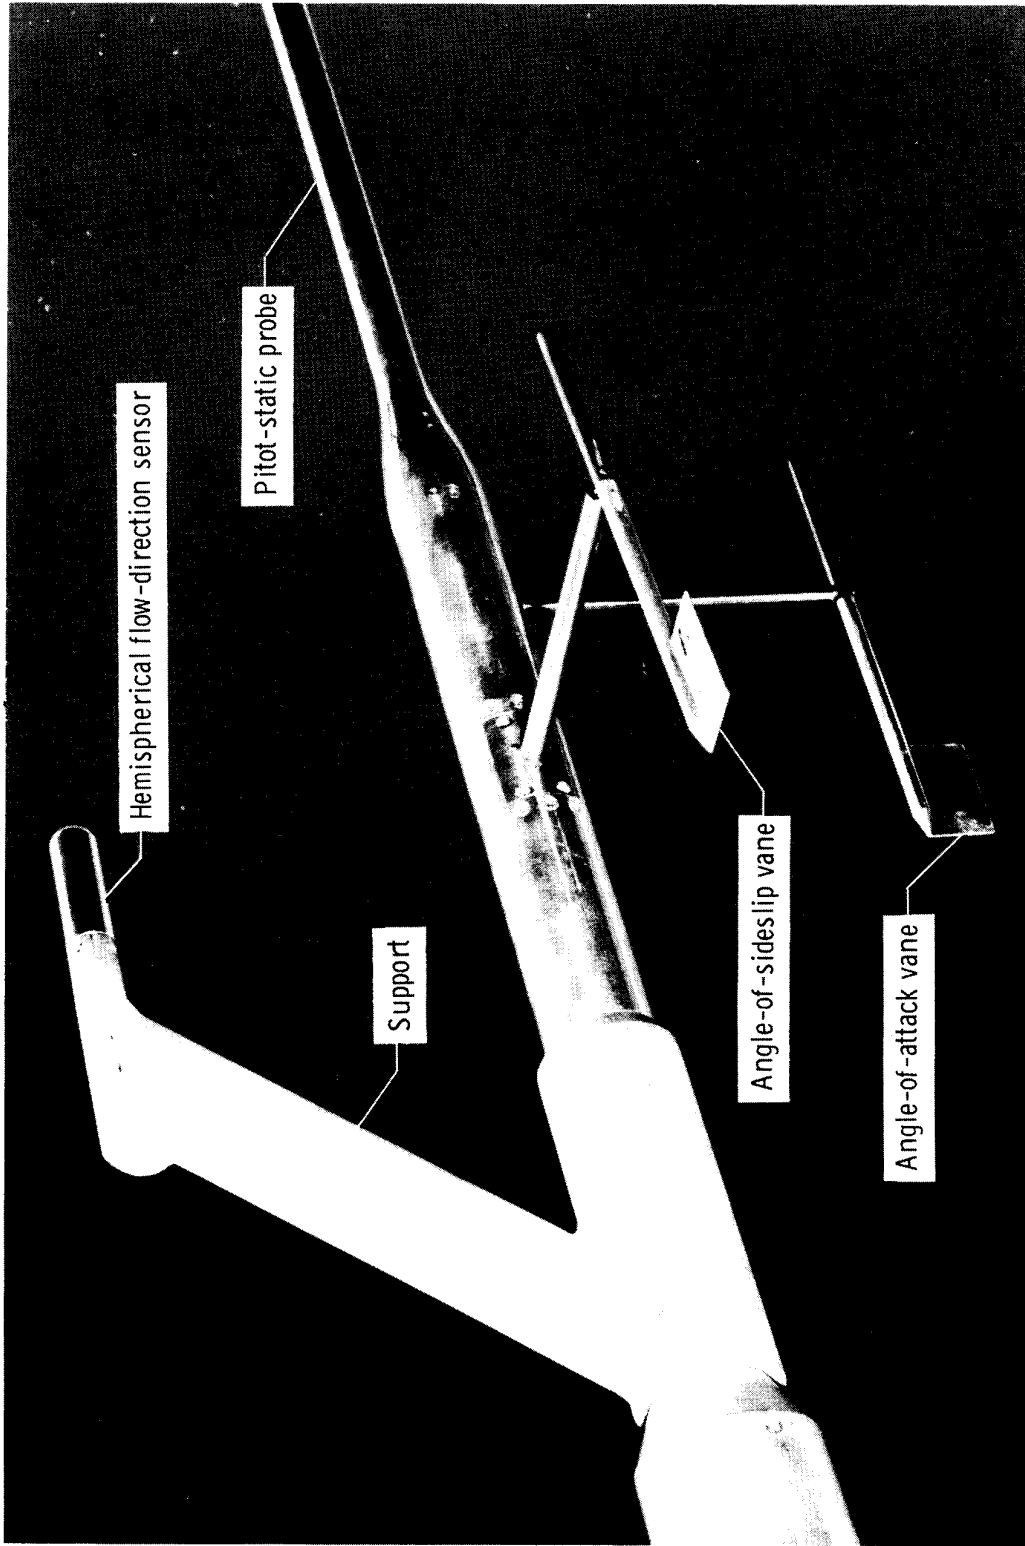 Hemispherical flow-direction sensor
Pitot-static probe
Support
Angle-of-sideslip vane
Angle-of-attack vane